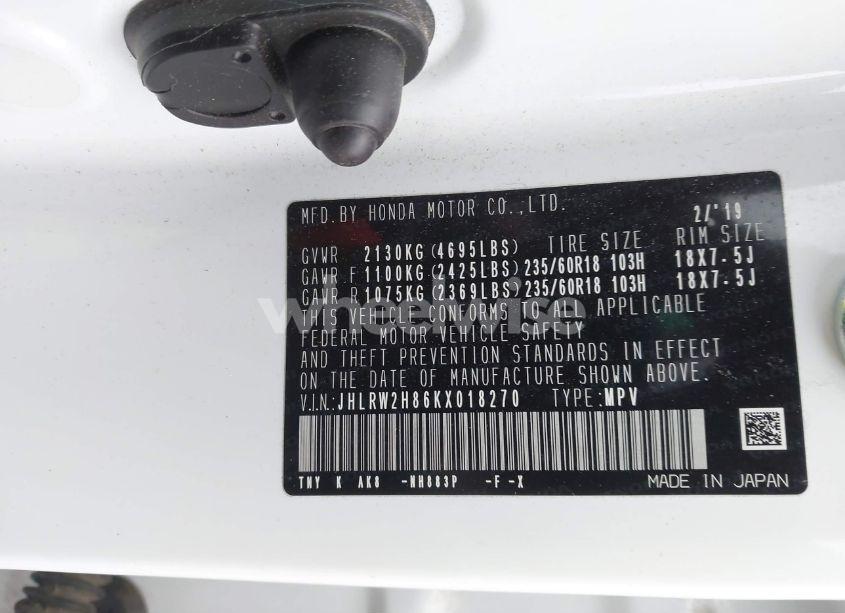 MFD.BY HONDA MOTOR CO.,LTD. 2/'19
GVWR 2130KG(4695LBS) TIRE SIZE RIM SIZE
GAWR F 1100KG(2425LBS) 235/60R18 103H 18X7.5J
GAWR R 1075KG(2369LBS) 235/60R18 103H 18X7.5J
THIS VEHICLE CONFORMS TO ALL APPLICABLE
FEDERAL MOTOR VEHICLE SAFETY
AND THEFT PREVENTION STANDARDS IN EFFECT
ON THE DATE OF MANUFACTURE SHOWN ABOVE.
V.I.N.: JHLRW2H86KX018270 TYPE:MPV
TNY K AK8 -NH883P -F -X MADE IN JAPAN
wheelwise